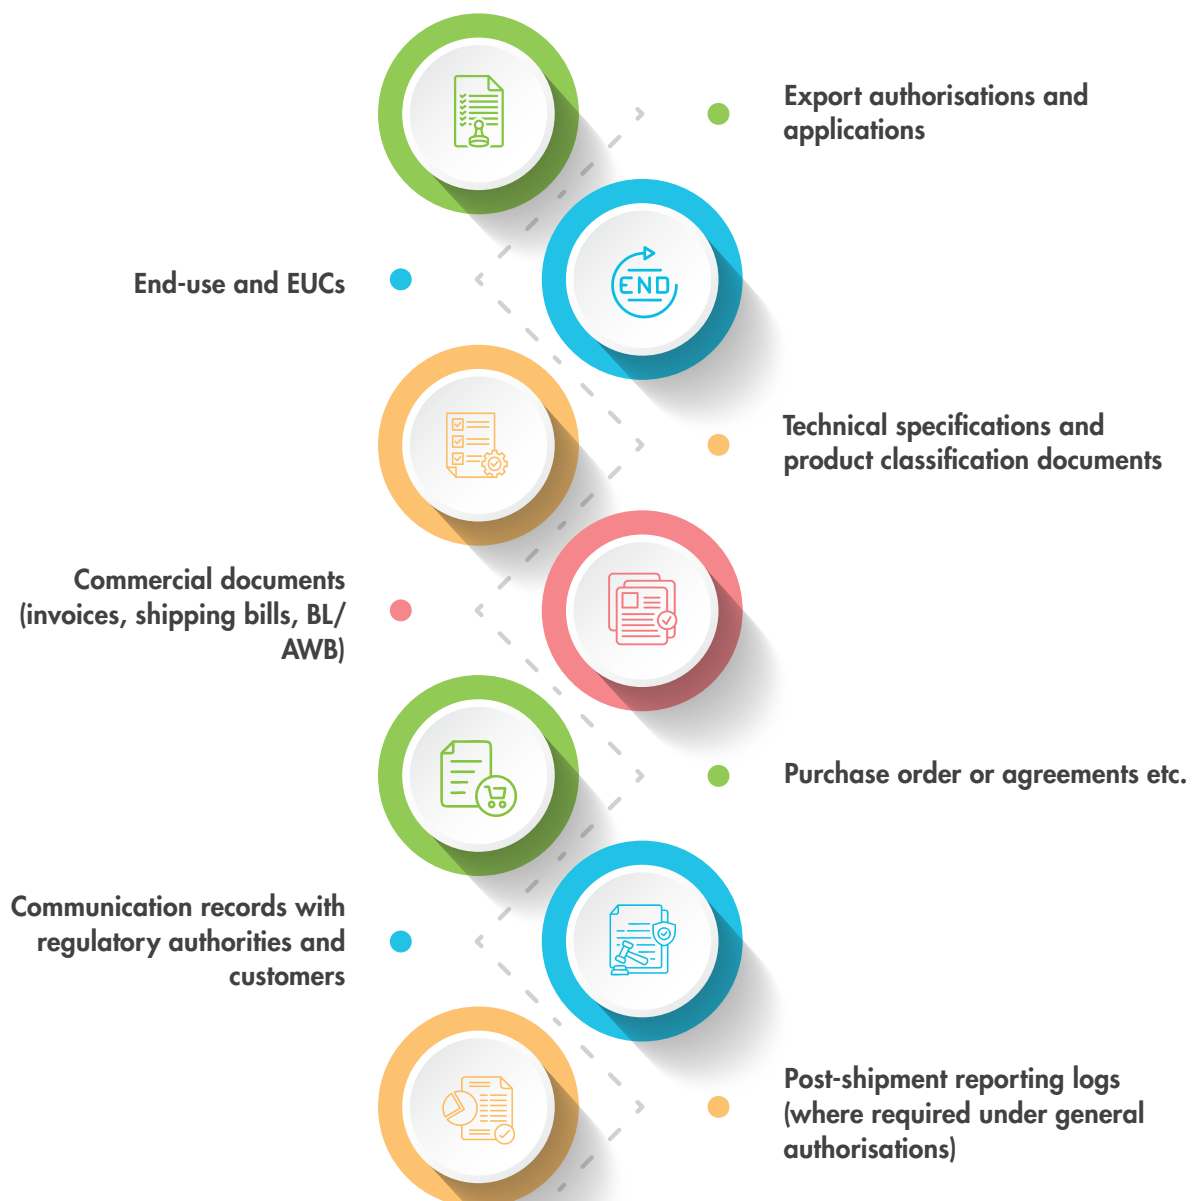 Export authorisations and
applications
END
End-use and EUCs
Technical specifications and
product classification documents
Commercial documents
(invoices, shipping bills, BL/
AWB)
Purchase order or agreements etc.
Communication records with
regulatory authorities and
customers
Post-shipment reporting logs
(where required under general
authorisations)